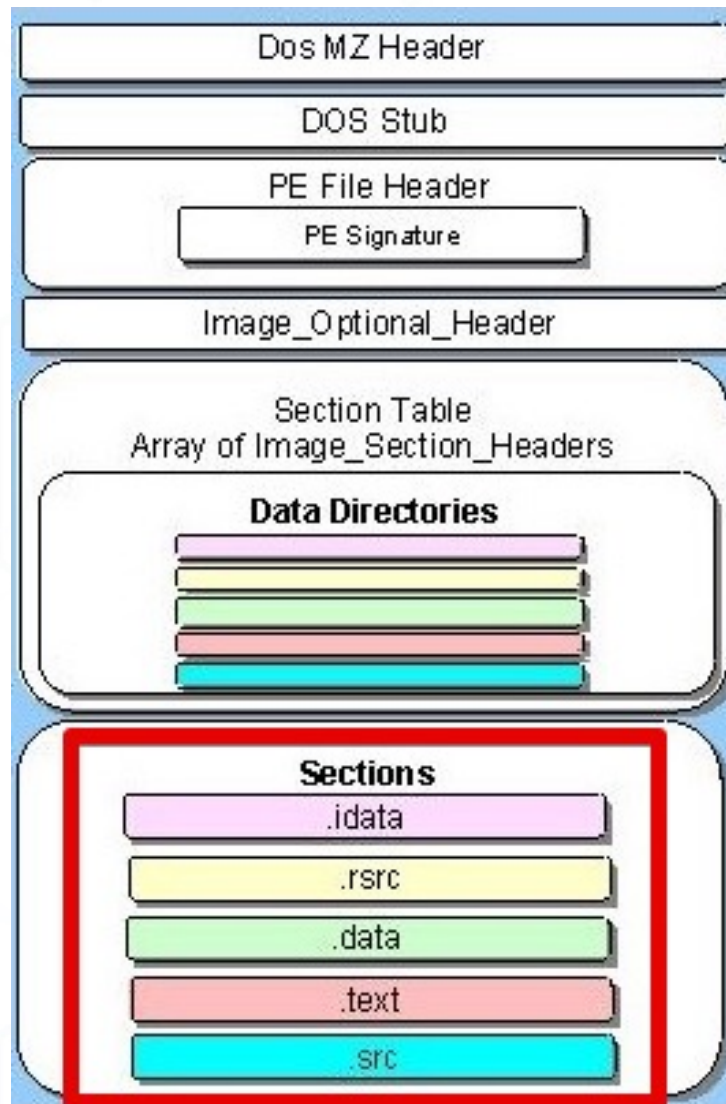 Dos MZ Header
DOS Stub
PE File Header
PE Signature
Image_Optional_Header
Section Table
Array of Image_Section_Headers
Data Directories
Sections
.idata
.rsrc
.data
.text
.src